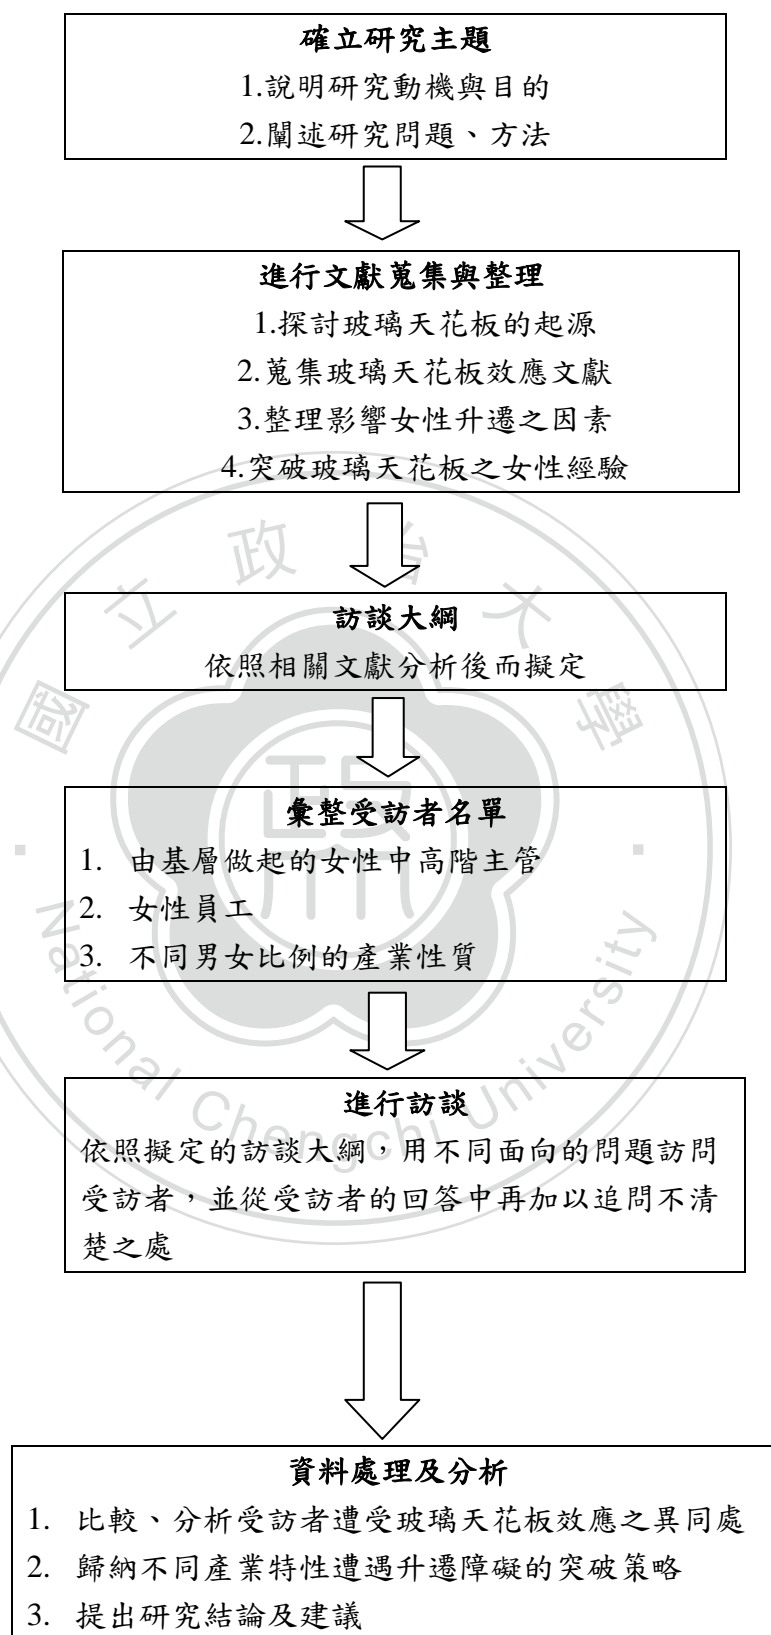 確立研究主題
1.說明研究動機與目的
2.闡述研究問題、方法
進行文獻蒐集與整理
1.探討玻璃天花板的起源
2.蒐集玻璃天花板效應文獻
3.整理影響女性升遷之因素
4.突破玻璃天花板之女性經驗
訪談大綱
依照相關文獻分析後而擬定
彙整受訪者名單
1. 由基層做起的女性中高階主管
2. 女性員工
3. 不同男女比例的產業性質
進行訪談
依照擬定的訪談大綱，用不同面向的問題訪問
受訪者，並從受訪者的回答中再加以追問不清
楚之處
資料處理及分析
1. 比較、分析受訪者遭受玻璃天花板效應之異同處
2. 歸納不同產業特性遭遇升遷障礙的突破策略
3. 提出研究結論及建議
國立政治大學
National Chengchi University